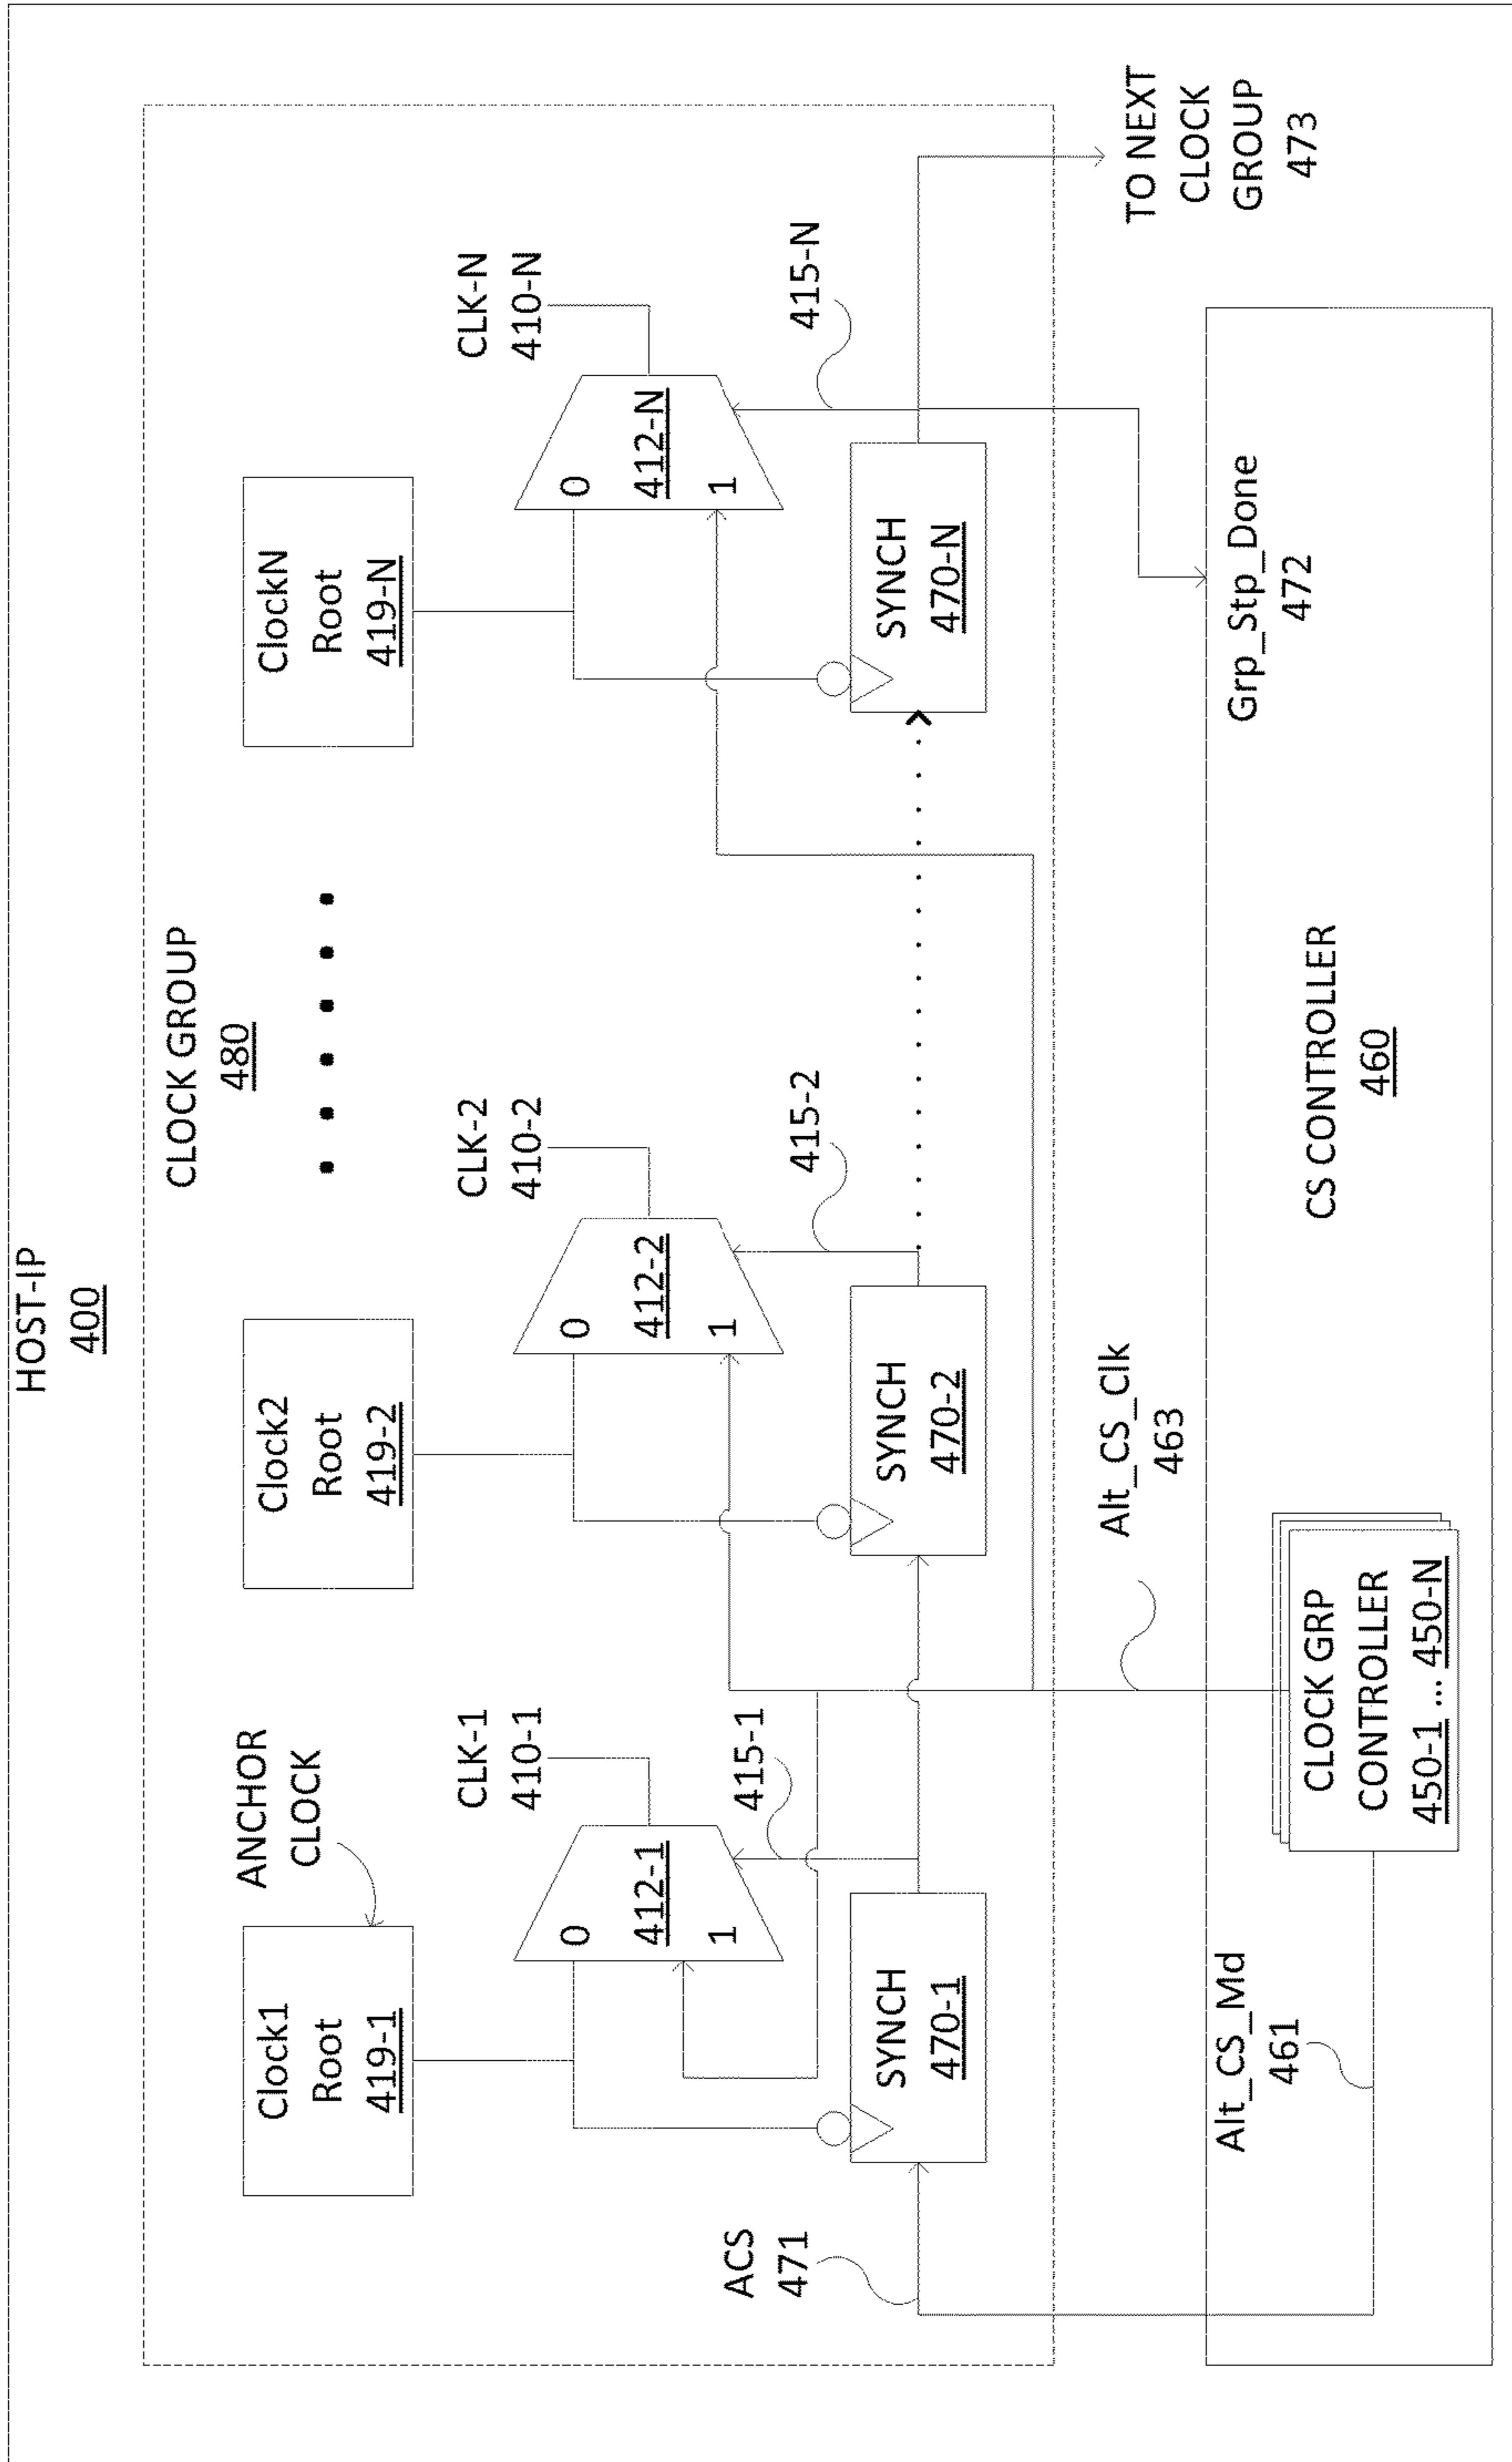 HOST-IP
400
CLOCK GROUP
480
ANCHOR
CLOCK
Clock1
Root
419-1
Clock2
Root
419-2
ClockN
Root
419-N
CLK-1
410-1
CLK-2
410-2
CLK-N
410-N
0
412-1
1
0
412-2
1
0
412-N
1
415-1
415-2
415-N
ACS
471
SYNCH
470-1
SYNCH
470-2
SYNCH
470-N
TO NEXT
CLOCK
GROUP
473
Alt_CS_Clk
463
Alt_CS_Md
461
Grp_Stp_Done
472
CLOCK GRP
CONTROLLER
450-1 ... 450-N
CS CONTROLLER
460